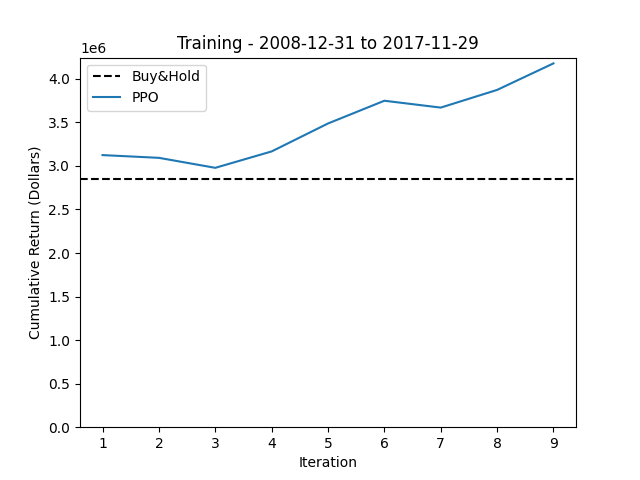 Training - 2008-12-31 to 2017-11-29
1e6
Buy&Hold
PPO
Cumulative Return (Dollars)
4.0
3.5
3.0
2.5
2.0
1.5
1.0
0.5
0.0
1 2 3 4 5 6 7 8 9
Iteration